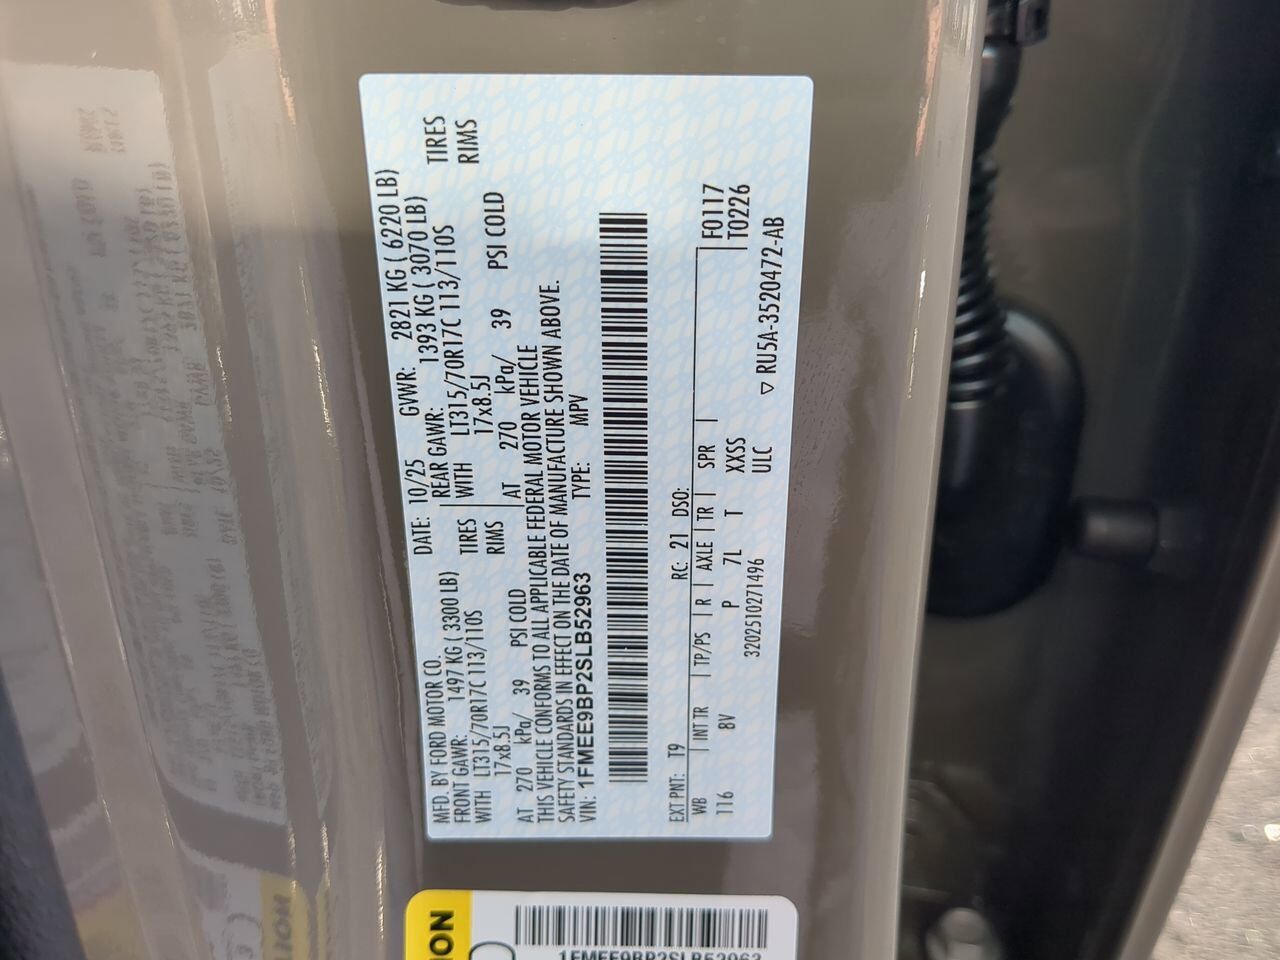 MFD. BY FORD MOTOR CO. DATE: 10/25 GVWR: 2821 KG ( 6220 LB)
FRONT GAWR: 1497 KG ( 3300 LB) REAR GAWR: 1393 KG ( 3070 LB)
WITH LT315/70R17C 113/110S TIRES WITH LT315/70R17C 113/110S TIRES
17x8.5J RIMS 17x8.5J RIMS
AT 270 kPa/ 39 PSI COLD AT 270 kPa/ 39 PSI COLD
THIS VEHICLE CONFORMS TO ALL APPLICABLE FEDERAL MOTOR VEHICLE
SAFETY STANDARDS IN EFFECT ON THE DATE OF MANUFACTURE SHOWN ABOVE.
VIN: 1FMEE9BP2SLB52963 TYPE: MPV
EXT PNT: T9 RC: 21 DSO:
WB INT TR TP/PS R AXLE TR SPR F0117
116 8V P 7L T XXSS T0226
3202510271496 ULC
▽ RU5A-3520472-AB
ION
1FMEE9BP2SLB52963